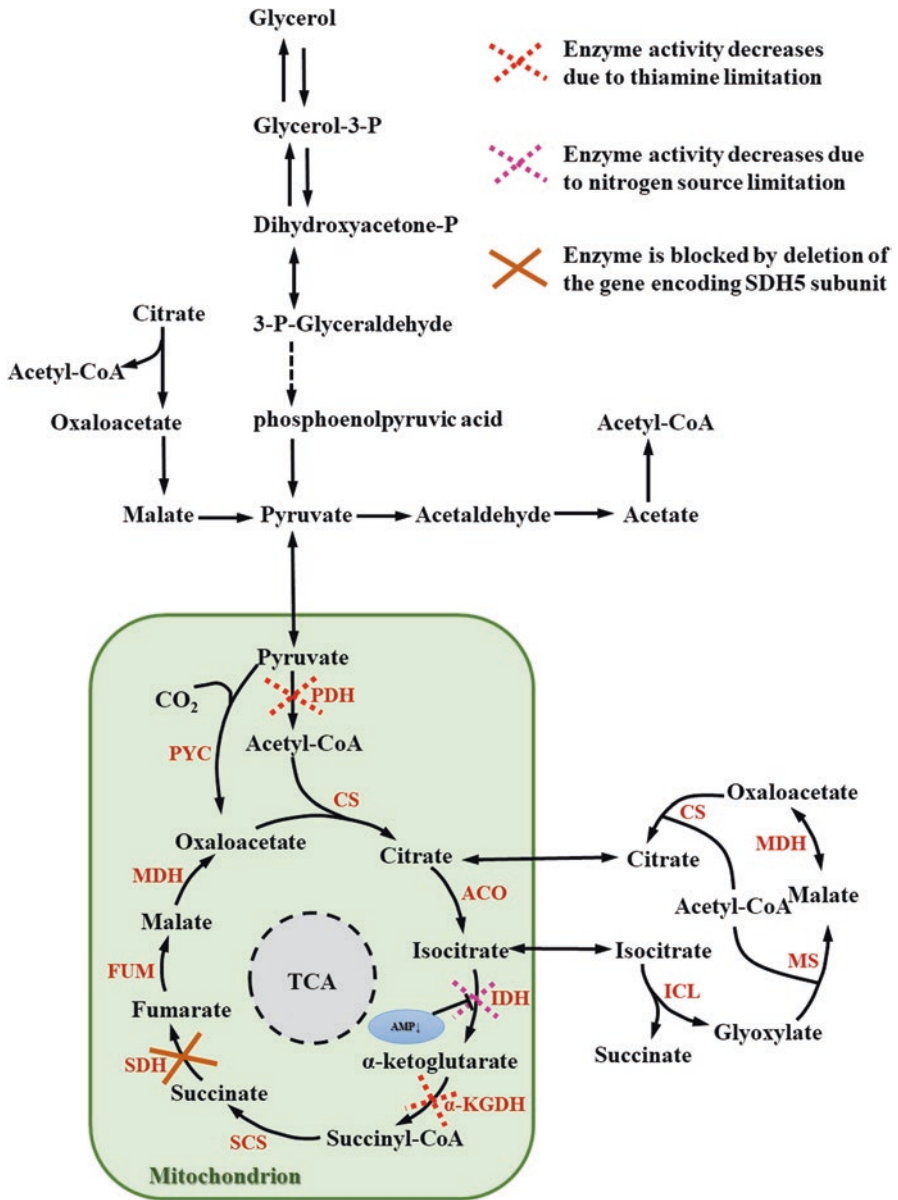 Glycerol
Glycerol-3-P
Dihydroxyacetone-P
3-P-Glyceraldehyde
phosphoenolpyruvic acid
Enzyme activity decreases
due to thiamine limitation
Enzyme activity decreases due
to nitrogen source limitation
Enzyme is blocked by deletion of
the gene encoding SDH5 subunit
Citrate
Acetyl-CoA
Oxaloacetate
Malate
Pyruvate
Acetaldehyde
Acetate
Acetyl-CoA
Pyruvate
CO2
PDH
PYC
Acetyl-CoA
CS
Oxaloacetate
Citrate
MDH
ACO
Malate
Isocitrate
FUM
TCA
IDH
Fumarate
AMP↓
α-ketoglutarate
SDH
α-KGDH
Succinate
SCS
Succinyl-CoA
Mitochondrion
Oxaloacetate
CS
MDH
Citrate
Acetyl-CoA
Malate
Isocitrate
MS
ICL
Glyoxylate
Succinate